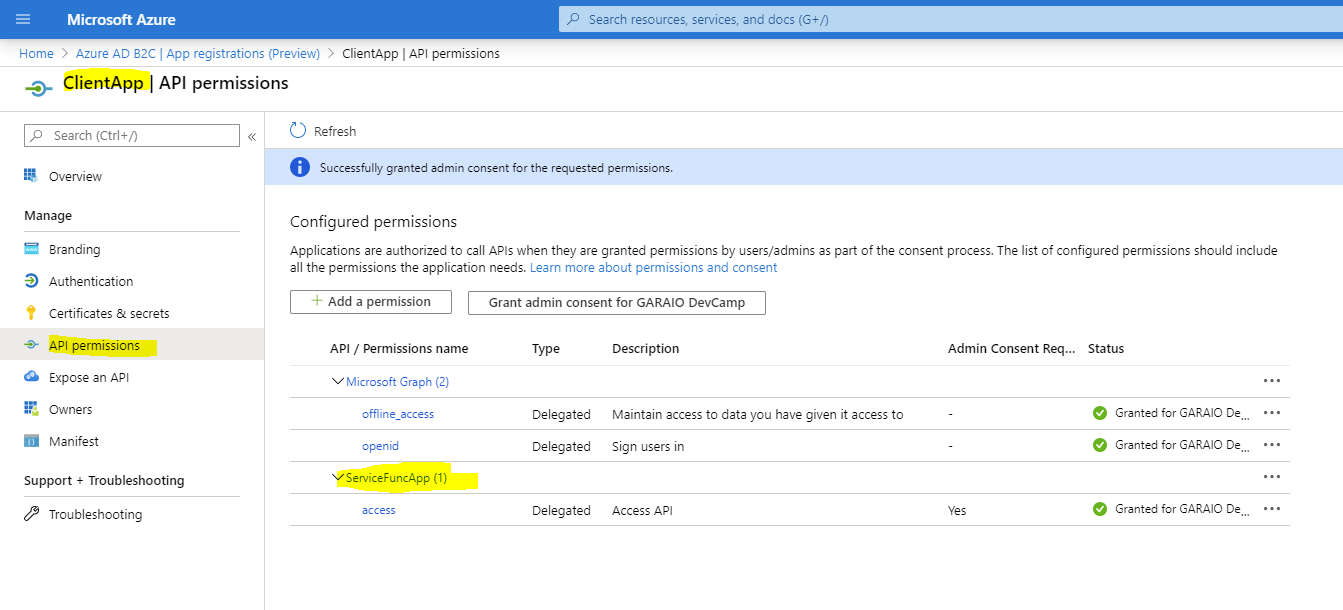 Microsoft Azure
Search resources, services, and docs (G+/)
Home > Azure AD B2C | App registrations (Preview) > ClientApp | API permissions
ClientApp | API permissions
Search (Ctrl+/)
«
Overview
Manage
Branding
Authentication
Certificates & secrets
API permissions
Expose an API
Owners
Manifest
Support + Troubleshooting
Troubleshooting
Refresh
Successfully granted admin consent for the requested permissions.
Configured permissions
Applications are authorized to call APIs when they are granted permissions by users/admins as part of the consent process. The list of configured permissions should include
all the permissions the application needs. Learn more about permissions and consent
+ Add a permission Grant admin consent for GARAIO DevCamp
API / Permissions name Type Description Admin Consent Req... Status
Microsoft Graph (2) ...
offline_access Delegated Maintain access to data you have given it access to - Granted for GARAIO De... ...
openid Delegated Sign users in - Granted for GARAIO De... ...
ServiceFuncApp (1) ...
access Delegated Access API Yes Granted for GARAIO De... ...